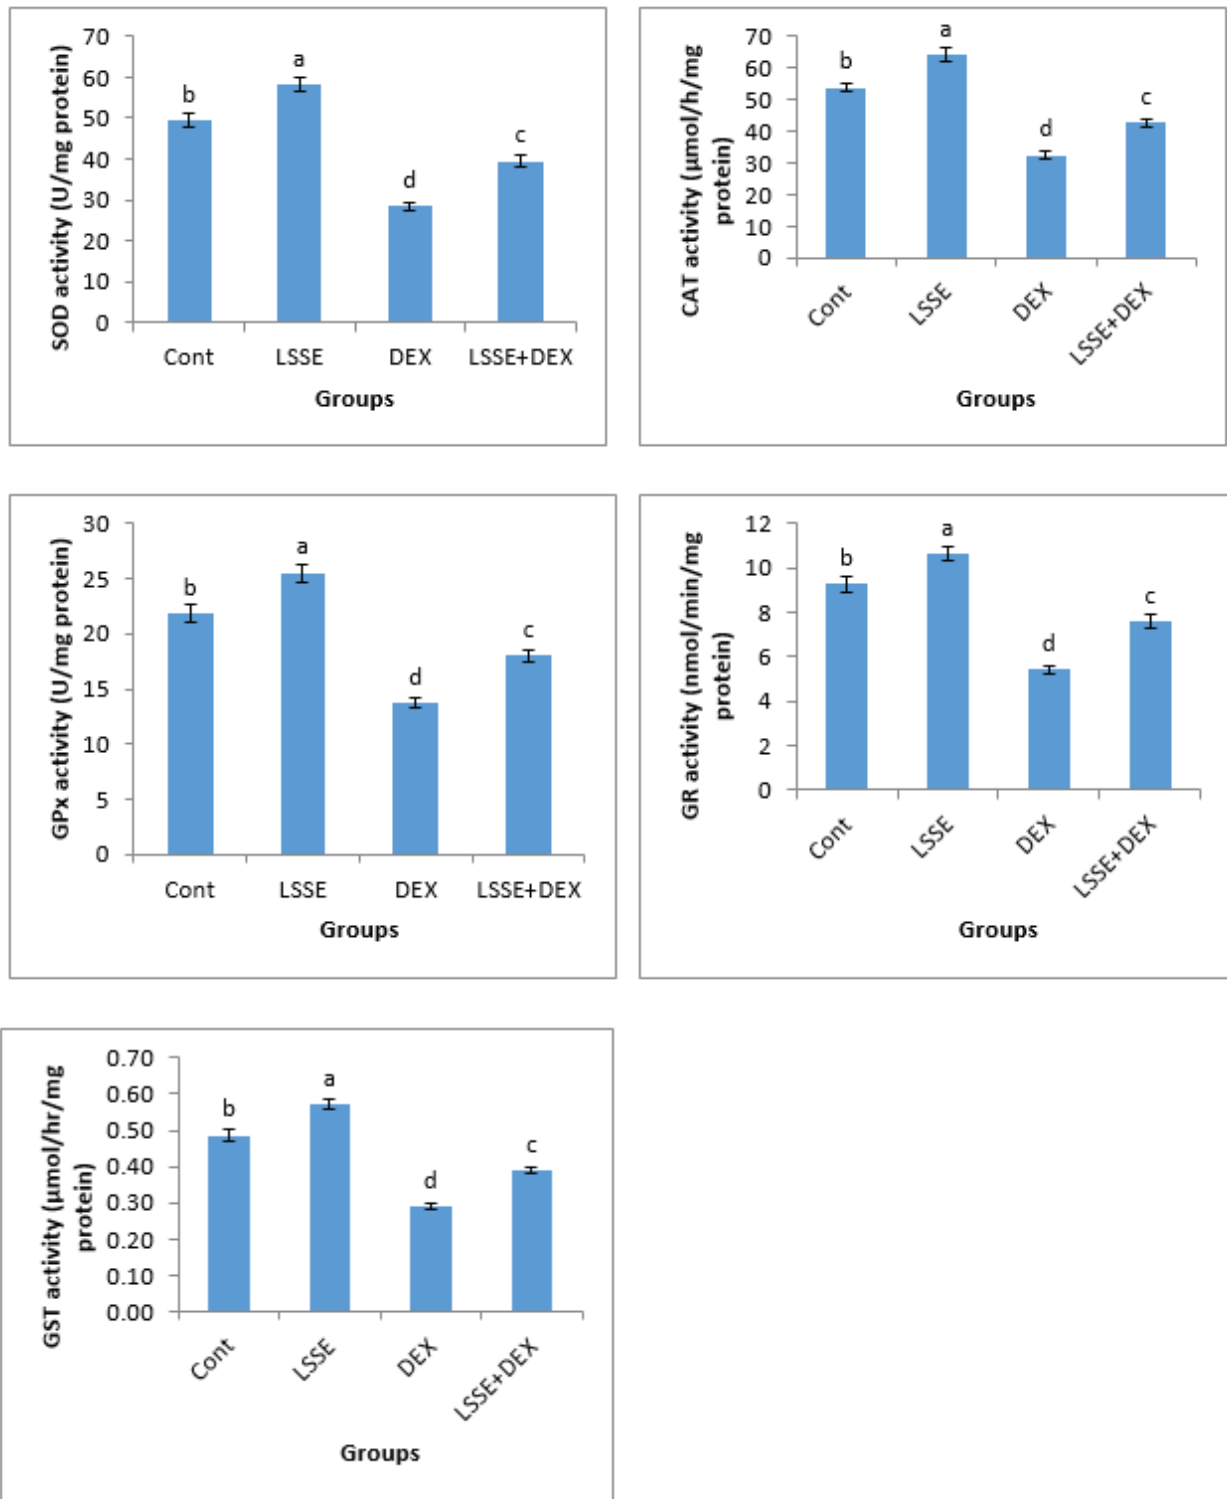 SOD activity (U/mg protein)
70
60
50
40
30
20
10
0
b
a
d
c
Cont LSSE DEX LSSE+DEX
Groups
CAT activity (µmol/h/mg
protein)
70
60
50
40
30
20
10
0
b
a
d
c
Cont LSSE DEX LSSE+DEX
Groups
GPx activity (U/mg protein)
30
25
20
15
10
5
0
b
a
d
c
Cont LSSE DEX LSSE+DEX
Groups
GR activity (nmol/min/mg
protein)
12
10
8
6
4
2
0
b
a
d
c
Cont LSSE DEX LSSE+DEX
Groups
GST activity (µmol/hr/mg
protein)
0.70
0.60
0.50
0.40
0.30
0.20
0.10
0.00
b
a
d
c
Cont LSSE DEX LSSE+DEX
Groups